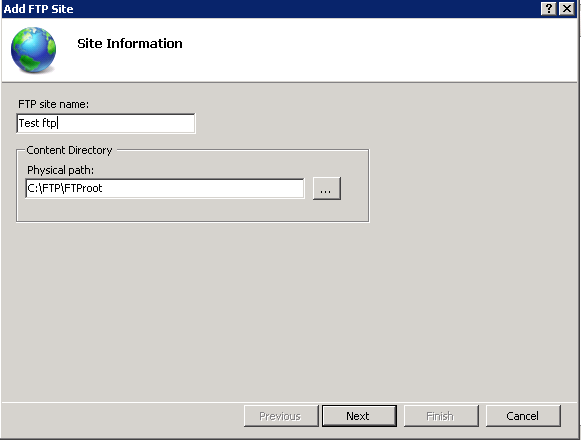 Add FTP Site
?
Site Information
FTP site name:
Test ftp
Content Directory
Physical path:
C:\FTP\FTProot
...
Previous
Next
Finish
Cancel